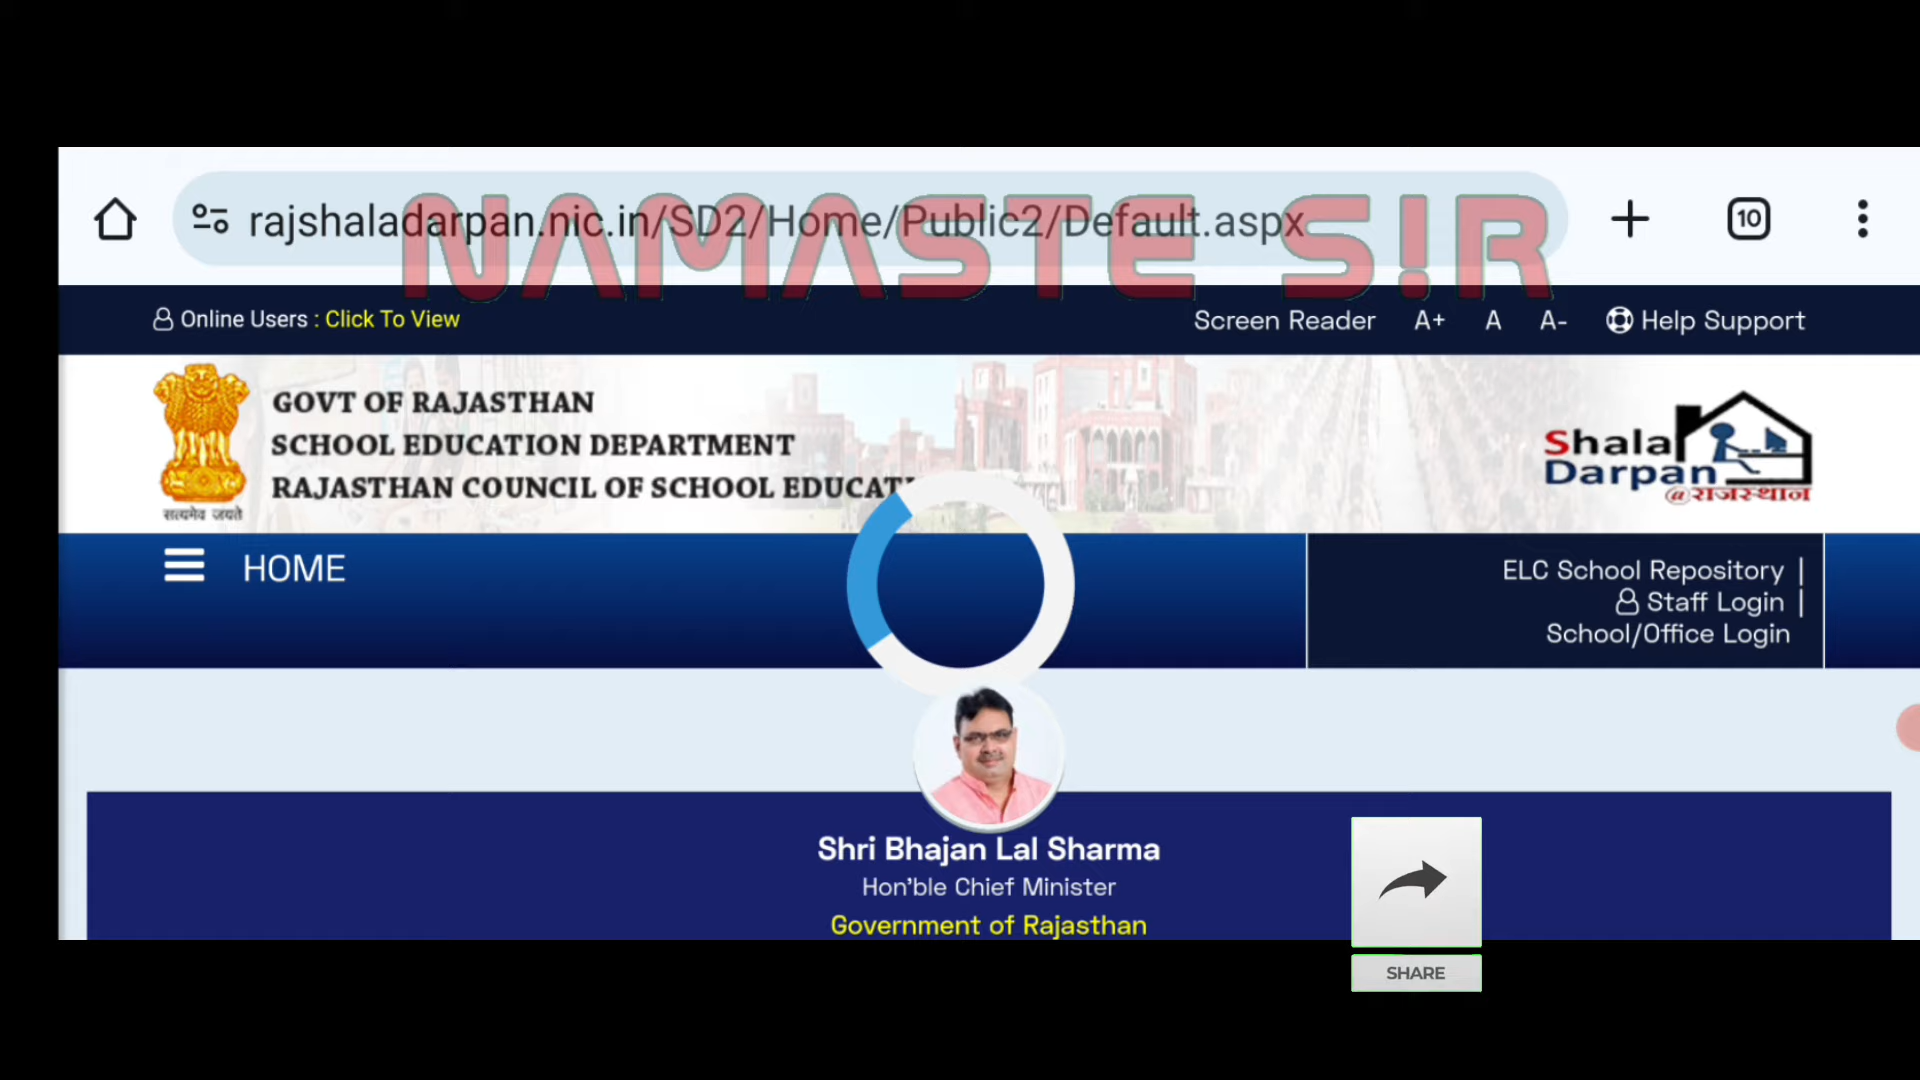 NAMASTE S!R
rajshaladarpan.nic.in/SD2/Home/Public2/Default.aspx
10
Online Users : Click To View
Screen Reader A+ A A- Help Support
GOVT OF RAJASTHAN
SCHOOL EDUCATION DEPARTMENT
RAJASTHAN COUNCIL OF SCHOOL
सत्यमेव जयते
Shala
Darpan
@राजस्थान
HOME
ELC School Repository |
Staff Login |
School/Office Login
Shri Bhajan Lal Sharma
Hon'ble Chief Minister
Government of Rajasthan
SHARE